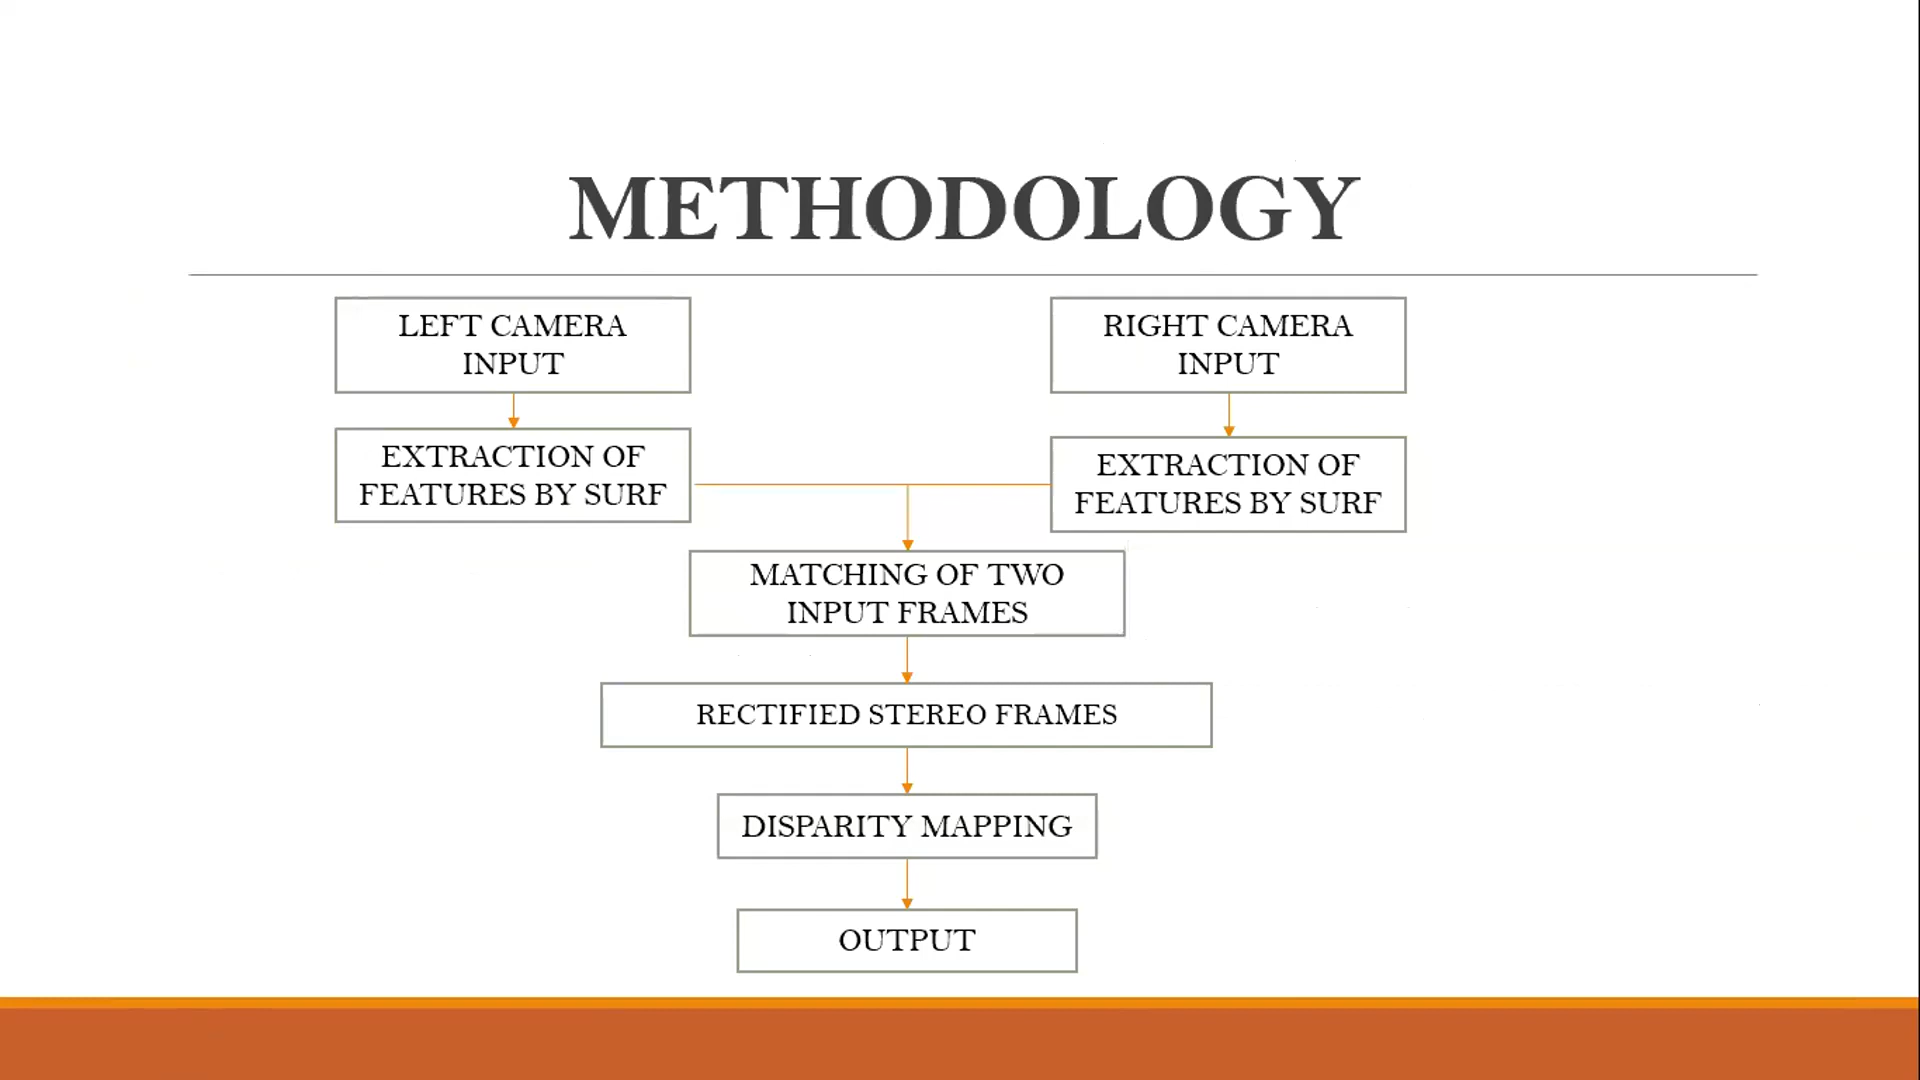 METHODOLOGY
LEFT CAMERA
INPUT
RIGHT CAMERA
INPUT
EXTRACTION OF
FEATURES BY SURF
EXTRACTION OF
FEATURES BY SURF
MATCHING OF TWO
INPUT FRAMES
RECTIFIED STEREO FRAMES
DISPARITY MAPPING
OUTPUT